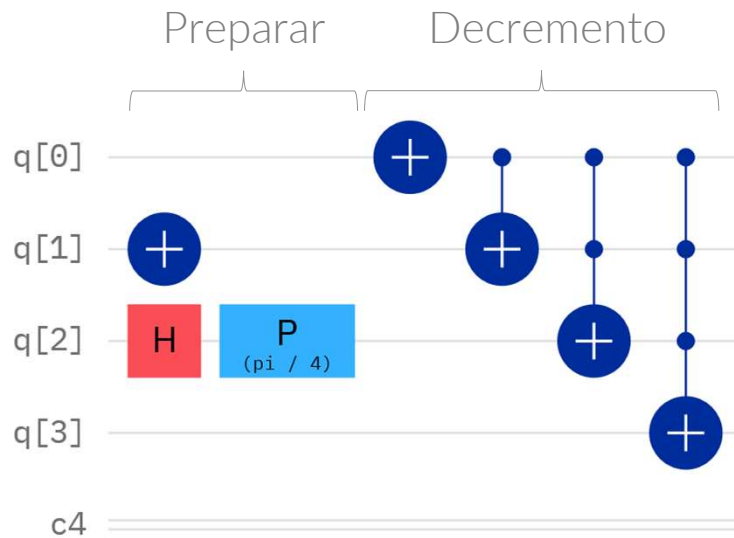 Preparar Decremento
q[0]
q[1]
q[2] H P
(pi / 4)
q[3]
c4